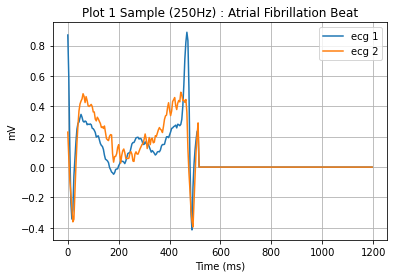 Plot 1 Sample (250Hz) : Atrial Fibrillation Beat
ecg 1
ecg 2
mV
0.8
0.6
0.4
0.2
0.0
−0.2
−0.4
0 200 400 600 800 1000 1200
Time (ms)